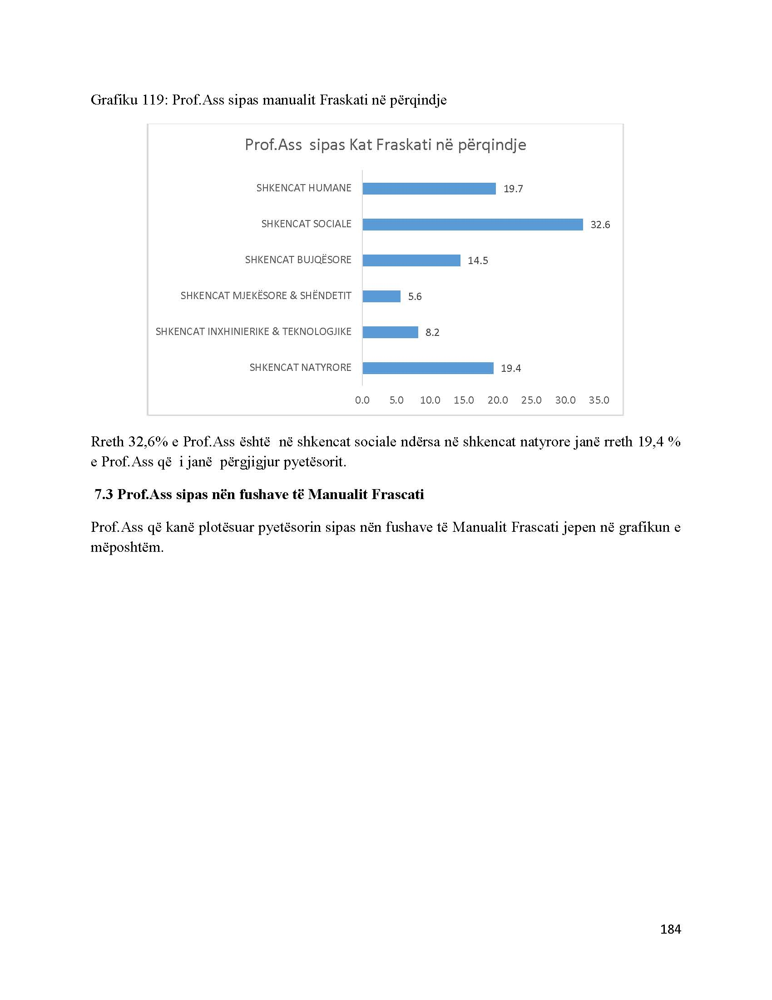 Grafiku 119: Prof.Ass sipas manualit Fraskati në përqindje
Prof.Ass sipas Kat Fraskati në përqindje
SHKENCAT HUMANE 19.7
SHKENCAT SOCIALE 32.6
SHKENCAT BUJQËSORE 14.5
SHKENCAT MJEKËSORE & SHËNDETIT 5.6
SHKENCAT INXHINIERIKE & TEKNOLOGJIKE 8.2
SHKENCAT NATYRORE 19.4
0.0 5.0 10.0 15.0 20.0 25.0 30.0 35.0
Rreth 32,6% e Prof.Ass është në shkencat sociale ndërsa në shkencat natyrore janë rreth 19,4 %
e Prof.Ass që i janë përgjigjur pyetësorit.
7.3 Prof.Ass sipas nën fushave të Manualit Frascati
Prof.Ass që kanë plotësuar pyetësorin sipas nën fushave të Manualit Frascati jepen në grafikun e
mëposhtëm.
184